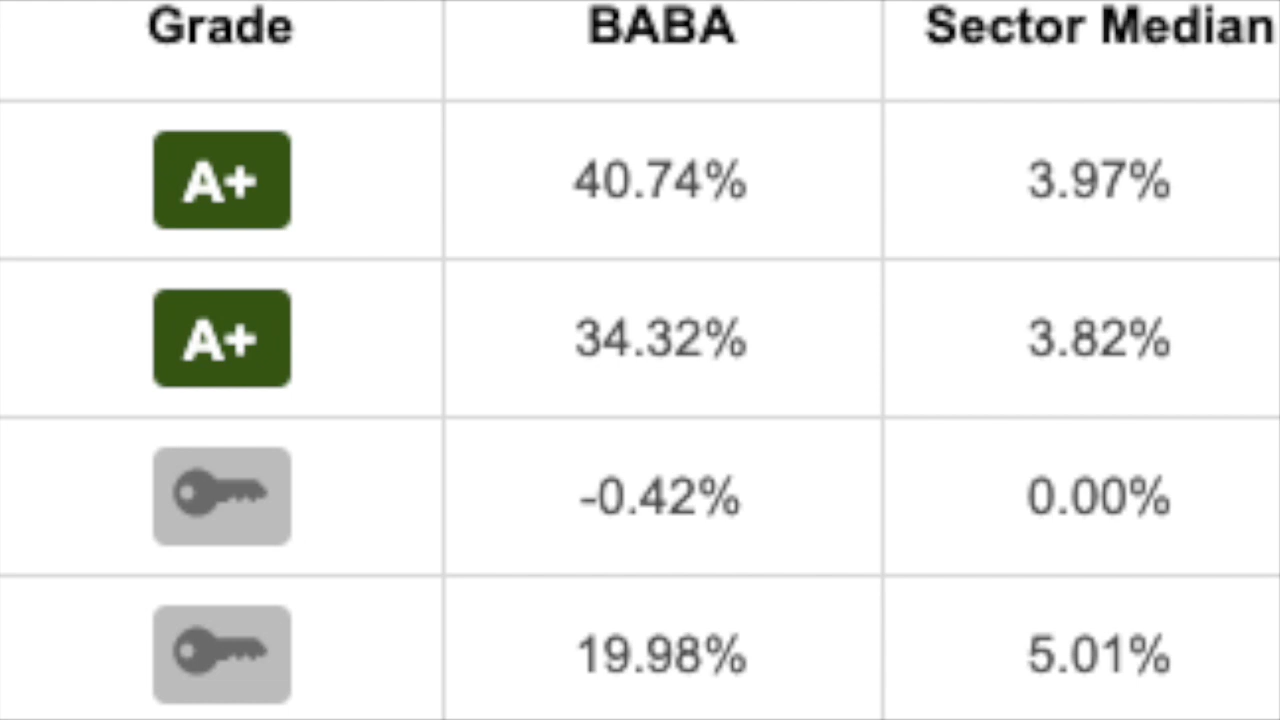 Grade BABA Sector Median
A+ 40.74% 3.97%
A+ 34.32% 3.82%
-0.42% 0.00%
19.98% 5.01%